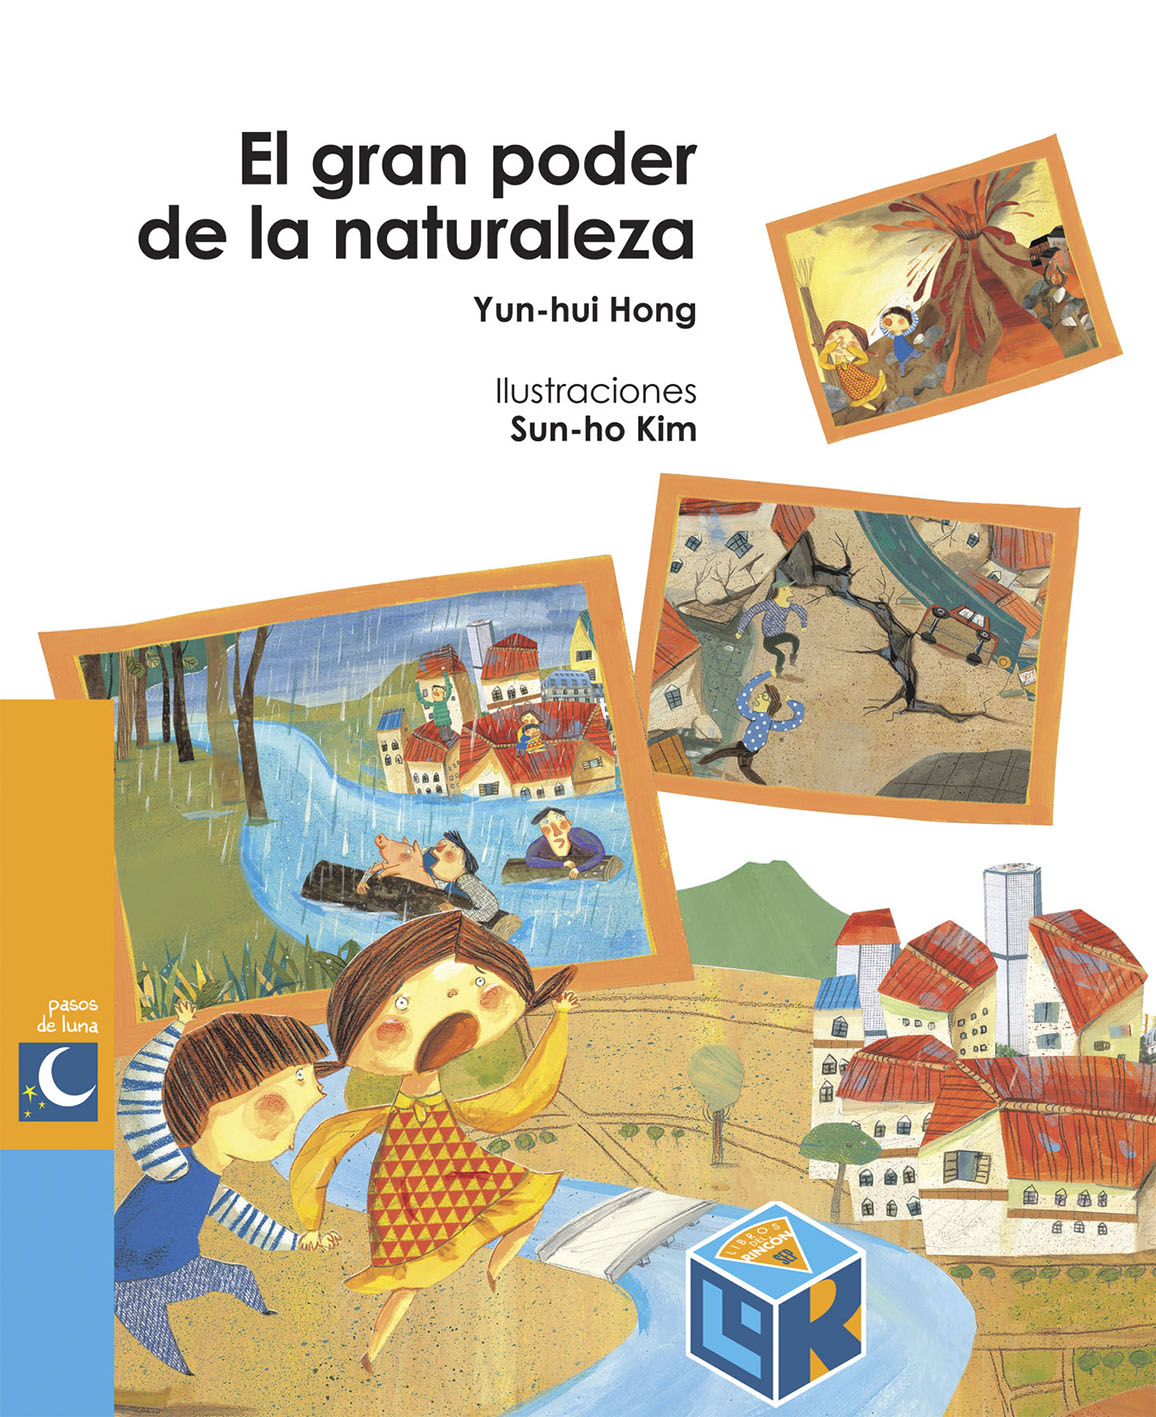 El gran poder
de la naturaleza
Yun-hui Hong
Ilustraciones
Sun-ho Kim
pasos
de luna
LIBROS
DEL
RINCÓN
SEP
LR